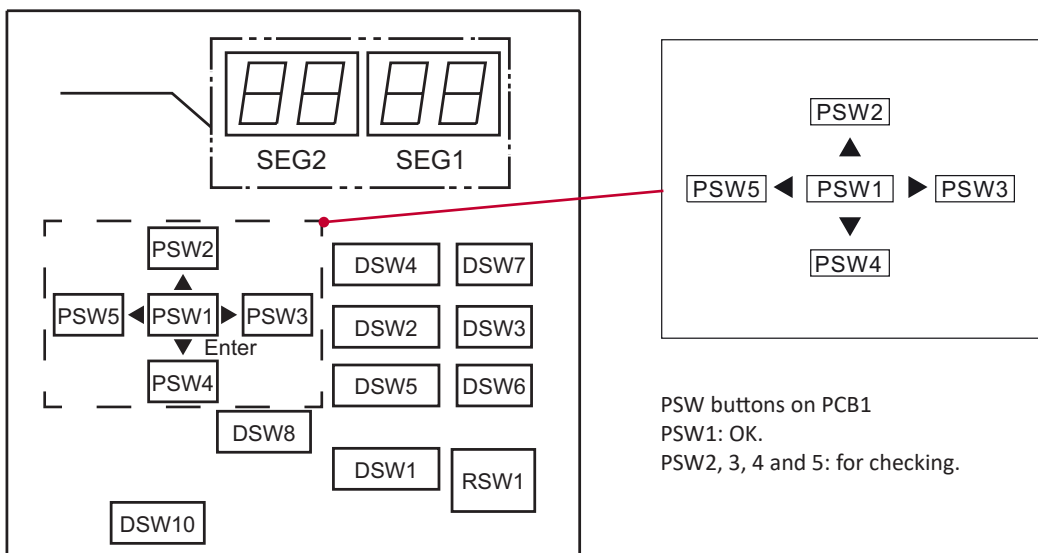 SEG2 SEG1
PSW2
PSW5 PSW1 PSW3
Enter
PSW4
DSW4 DSW7
DSW2 DSW3
DSW5 DSW6
DSW8
DSW1 RSW1
DSW10
PSW2
PSW5 PSW1 PSW3
PSW4
PSW buttons on PCB1
PSW1: OK.
PSW2, 3, 4 and 5: for checking.